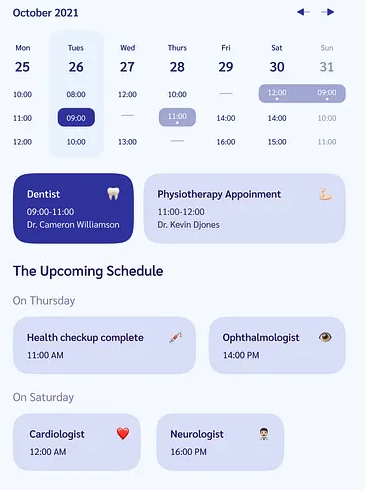 October 2021
Mon Tues Wed Thurs Fri Sat Sun
25 26 27 28 29 30 31
10:00 08:00 12:00 10:00 — 12:00 09:00
11:00 09:00 — 11:00 14:00 14:00 10:00
12:00 10:00 13:00 — 16:00 15:00 11:00
Dentist
09:00-11:00
Dr. Cameron Williamson
Physiotherapy Appoinment
11:00-12:00
Dr. Kevin Djones
The Upcoming Schedule
On Thursday
Health checkup complete
11:00 AM
Ophthalmologist
14:00 PM
On Saturday
Cardiologist
12:00 AM
Neurologist
16:00 PM